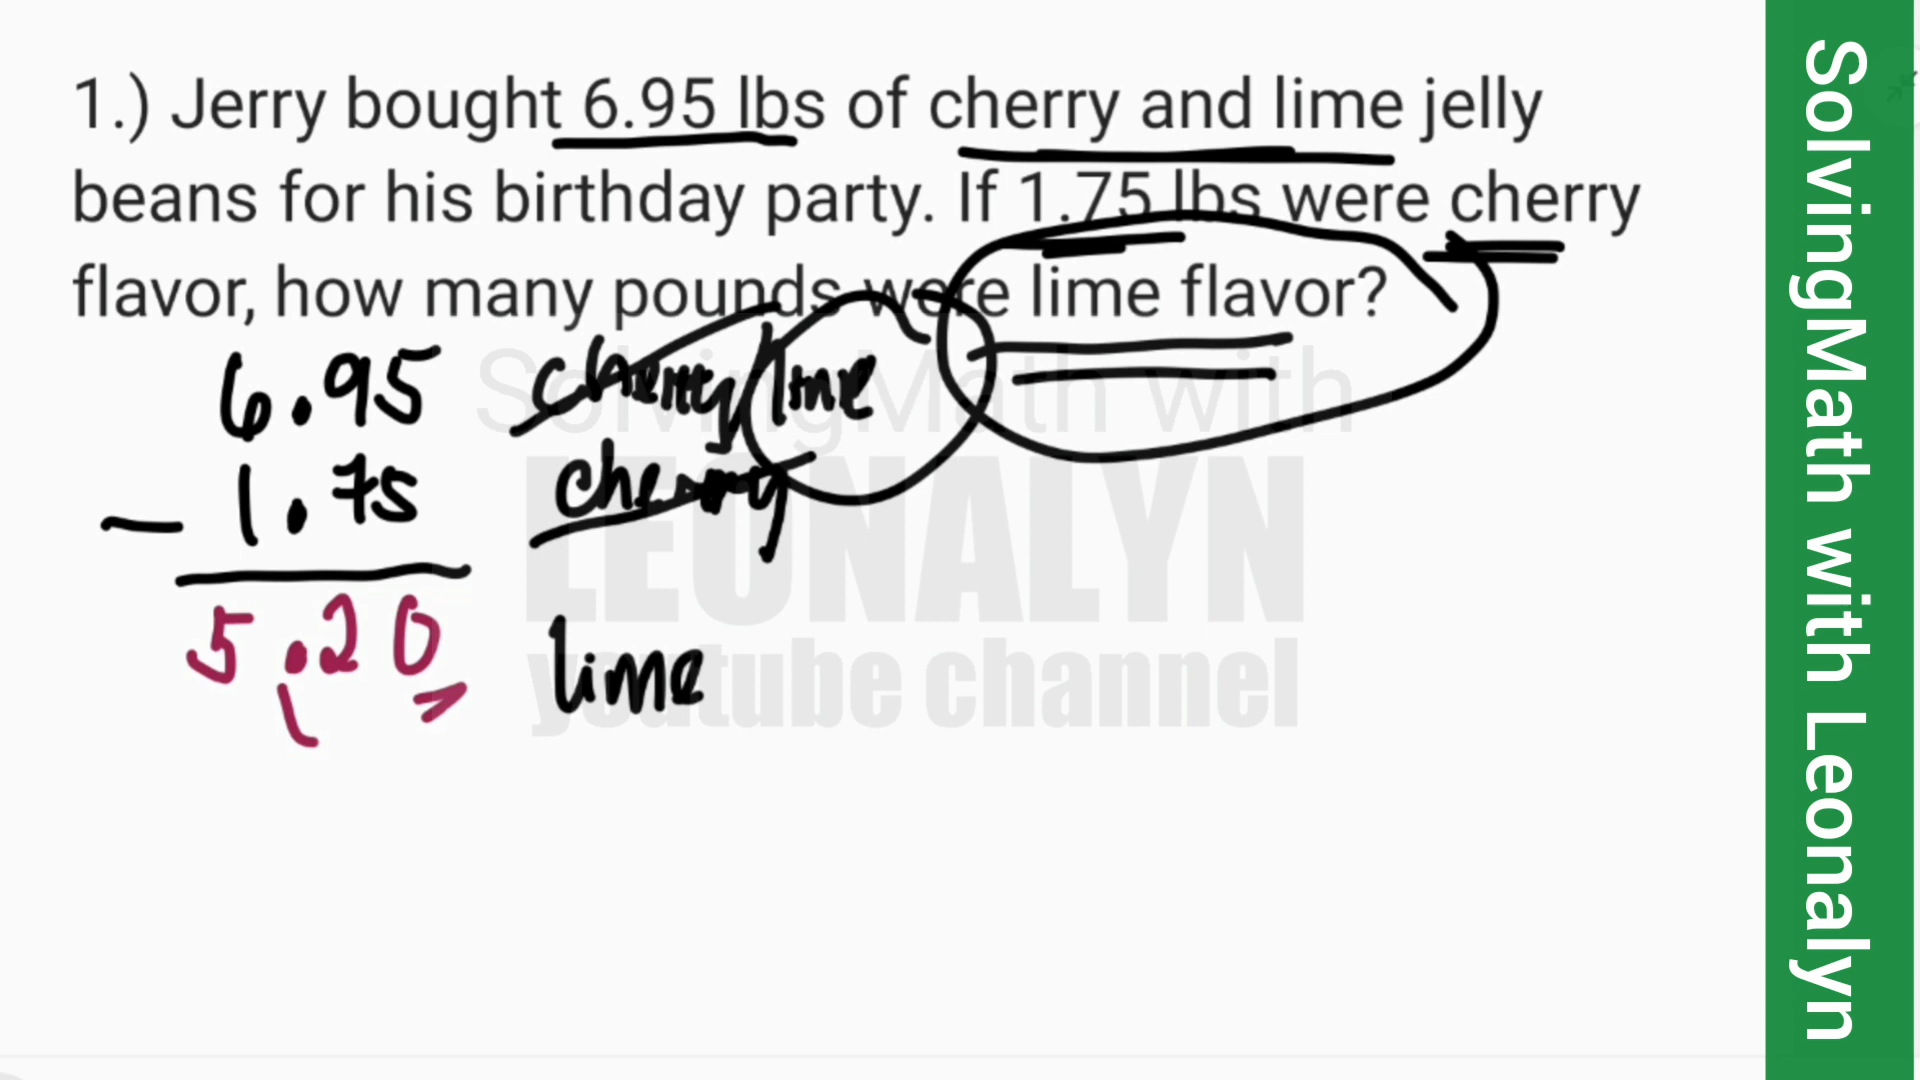 1.) Jerry bought 6.95 lbs of cherry and lime jelly
beans for his birthday party. If 1.75 lbs were cherry
flavor, how many pounds were lime flavor?
6.95 cherry/lime
- 1.75 cherry
5.20 lime
SolvingMath with
LEONALYN
youtube channel
SolvingMath with Leonalyn